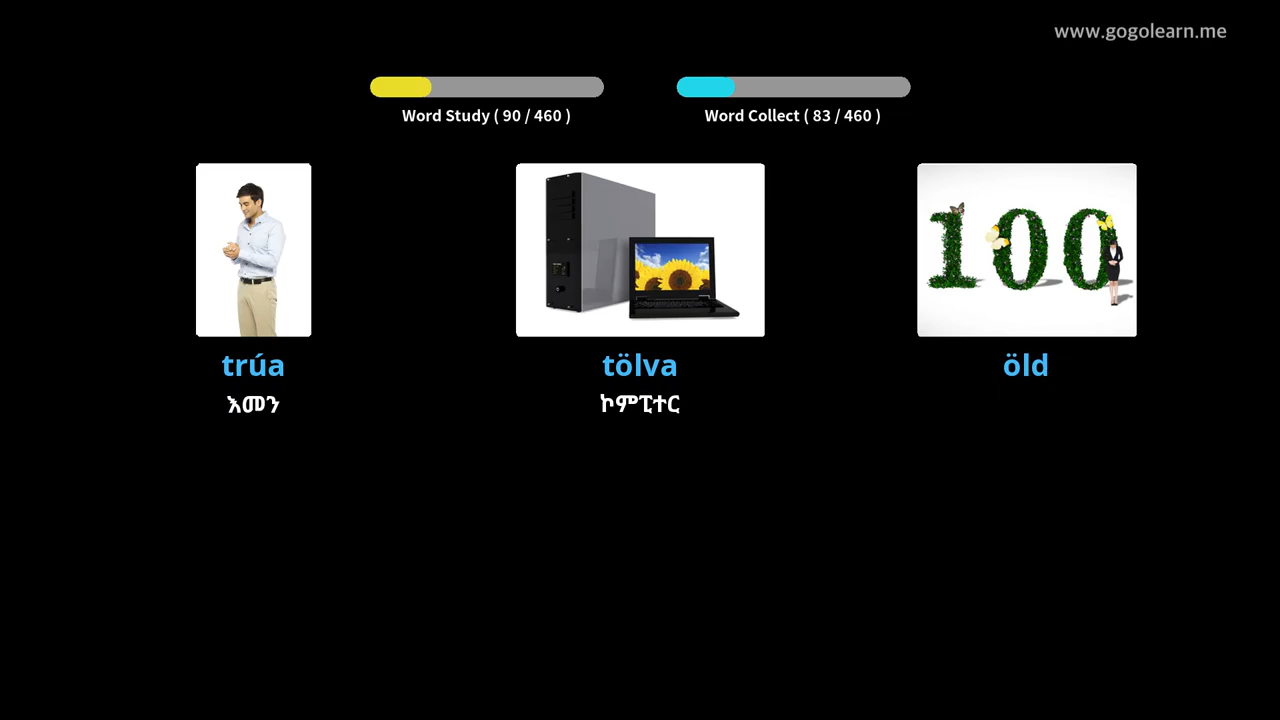 www.gogolearn.me
Word Study ( 90 / 460 )
Word Collect ( 83 / 460 )
100
trúa
tölva
öld
እመን
ኮምፒተር